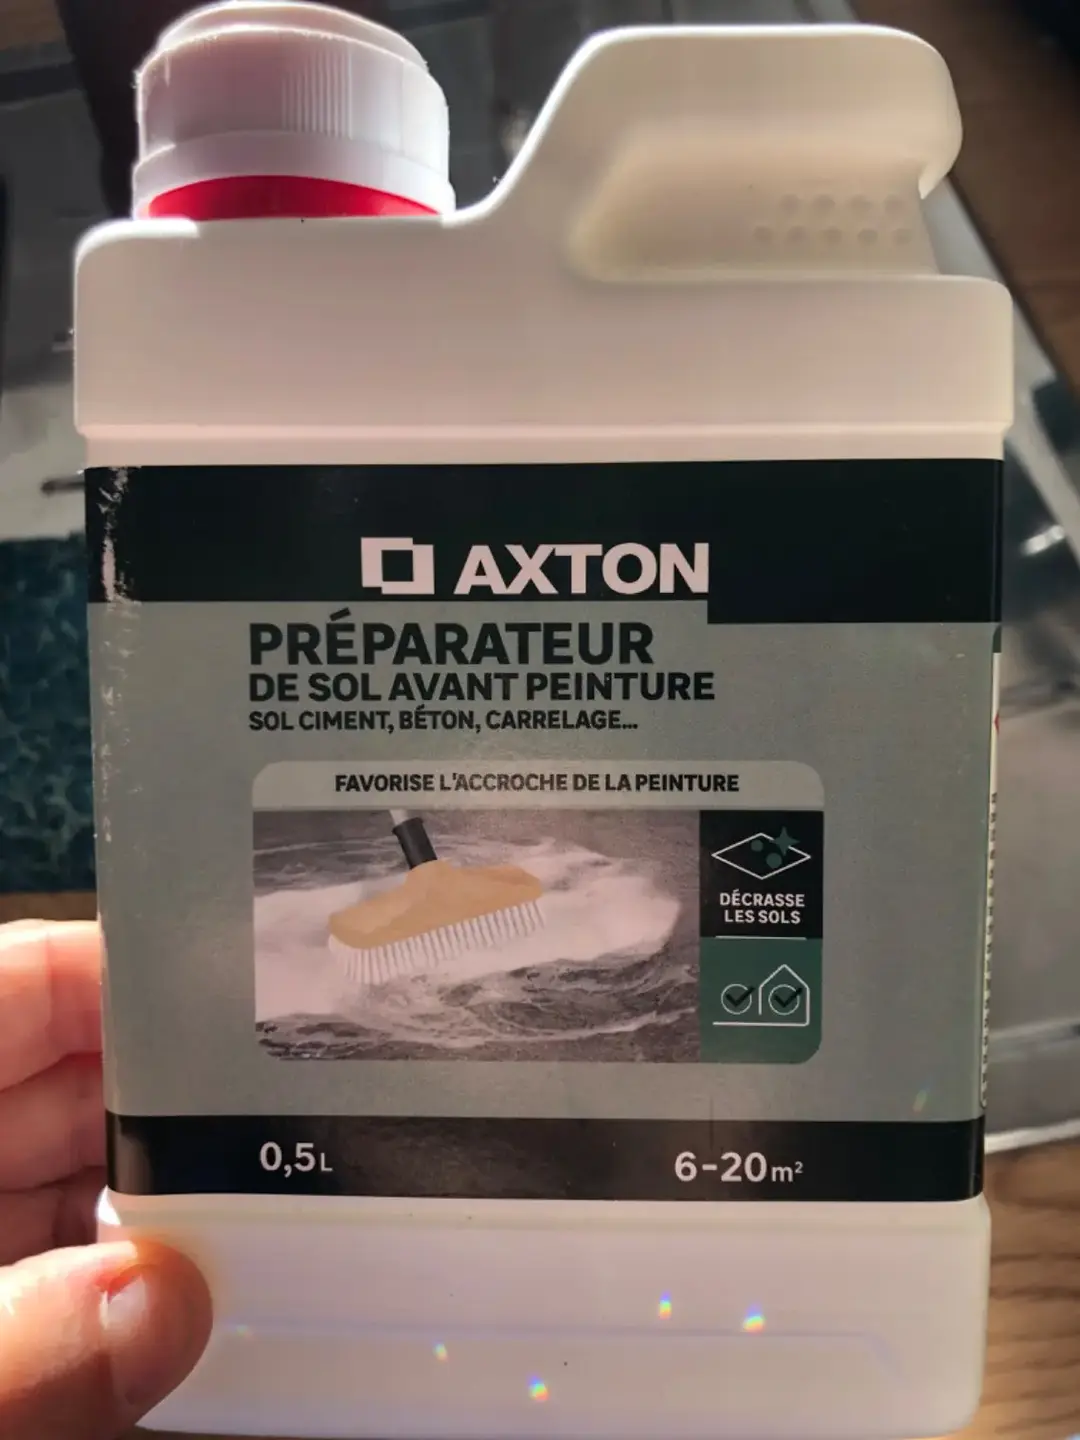 AXTON
PRÉPARATEUR
DE SOL AVANT PEINTURE
SOL CIMENT, BÉTON, CARRELAGE...
FAVORISE L'ACCROCHE DE LA PEINTURE
DÉCRASSE
LES SOLS
0,5L
6-20m²